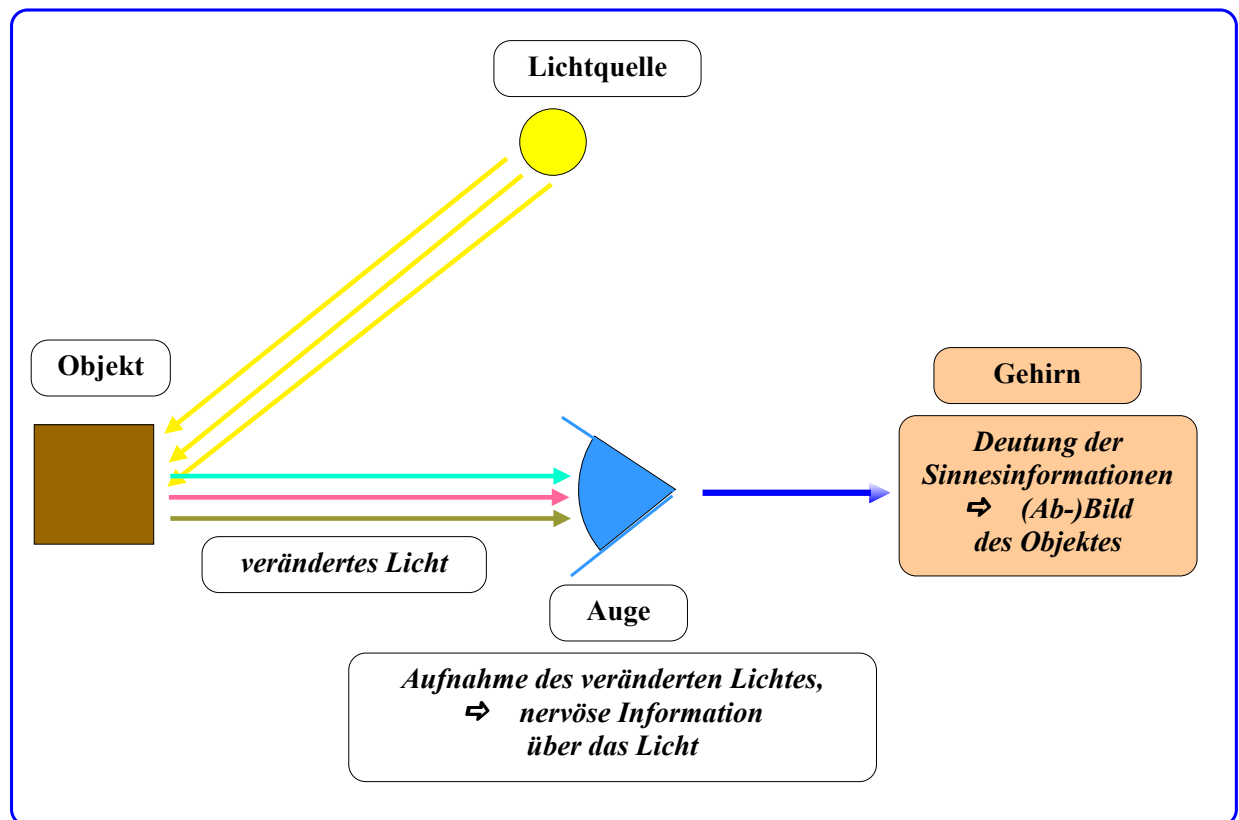 Lichtquelle
Objekt
Gehirn
Deutung der
Sinnesinformationen
⇨ (Ab-)Bild
des Objektes
verändertes Licht
Auge
Aufnahme des veränderten Lichtes,
⇨ nervöse Information
über das Licht